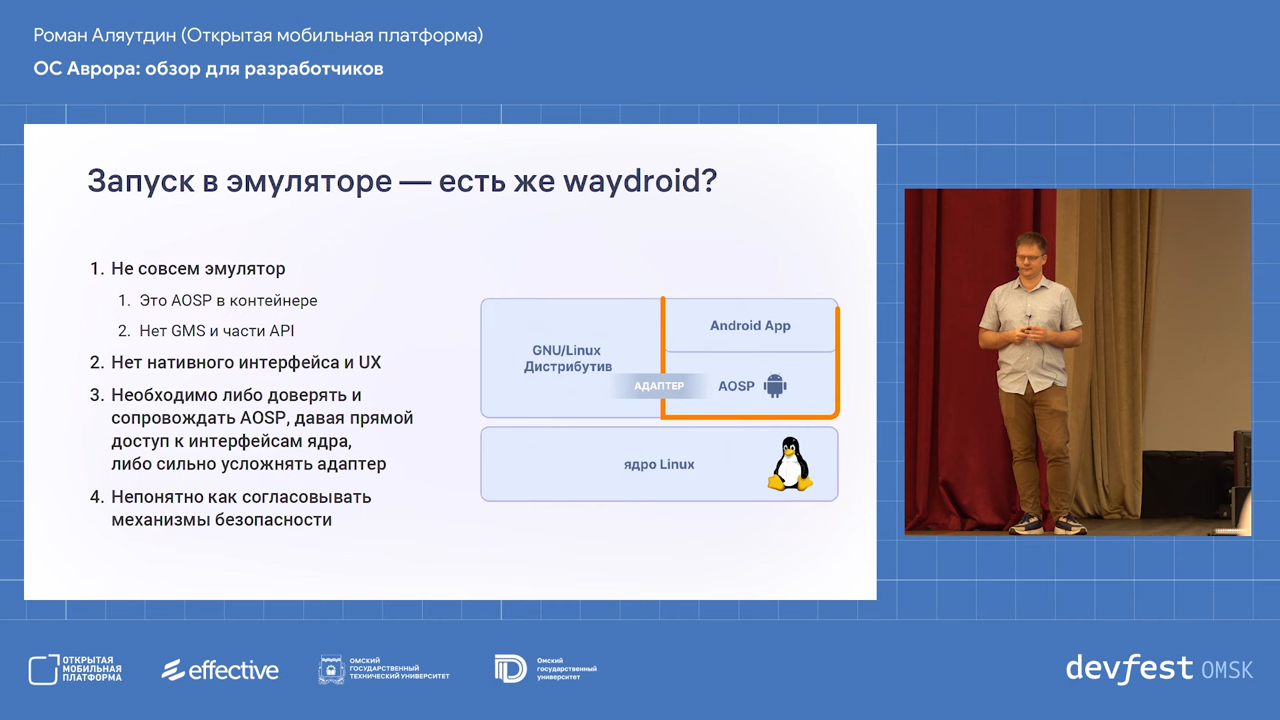 Роман Аляутдин (Открытая мобильная платформа)
ОС Аврора: обзор для разработчиков
Запуск в эмуляторе — есть же waydroid?
1. Не совсем эмулятор
1. Это AOSP в контейнере
2. Нет GMS и части API
2. Нет нативного интерфейса и UX
3. Необходимо либо доверять и
сопровождать AOSP, давая прямой
доступ к интерфейсам ядра,
либо сильно усложнять адаптер
4. Непонятно как согласовывать
механизмы безопасности
GNU/Linux
Дистрибутив
АДАПТЕР
Android App
AOSP
ядро Linux
ОТКРЫТАЯ
МОБИЛЬНАЯ
ПЛАТФОРМА
effective
ОМСКИЙ
ГОСУДАРСТВЕННЫЙ
ТЕХНИЧЕСКИЙ УНИВЕРСИТЕТ
Омский
государственный
университет
devfest OMSK